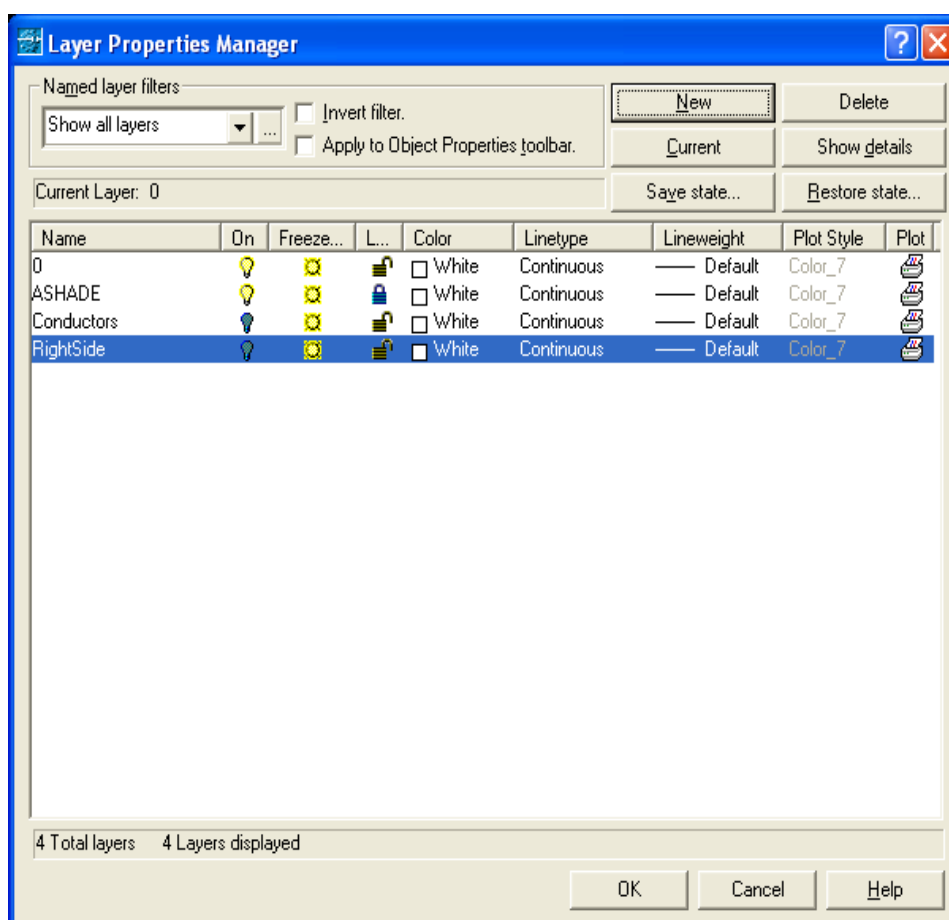 Layer Properties Manager
Named layer filters
Show all layers
...
Invert filter.
Apply to Object Properties toolbar.
New
Delete
Current
Show details
Current Layer: 0
Save state...
Restore state...
Name On Freeze... L... Color Linetype Lineweight Plot Style Plot
0 White Continuous Default Color_7
ASHADE White Continuous Default Color_7
Conductors White Continuous Default Color_7
RightSide White Continuous Default Color_7
4 Total layers 4 Layers displayed
OK Cancel Help